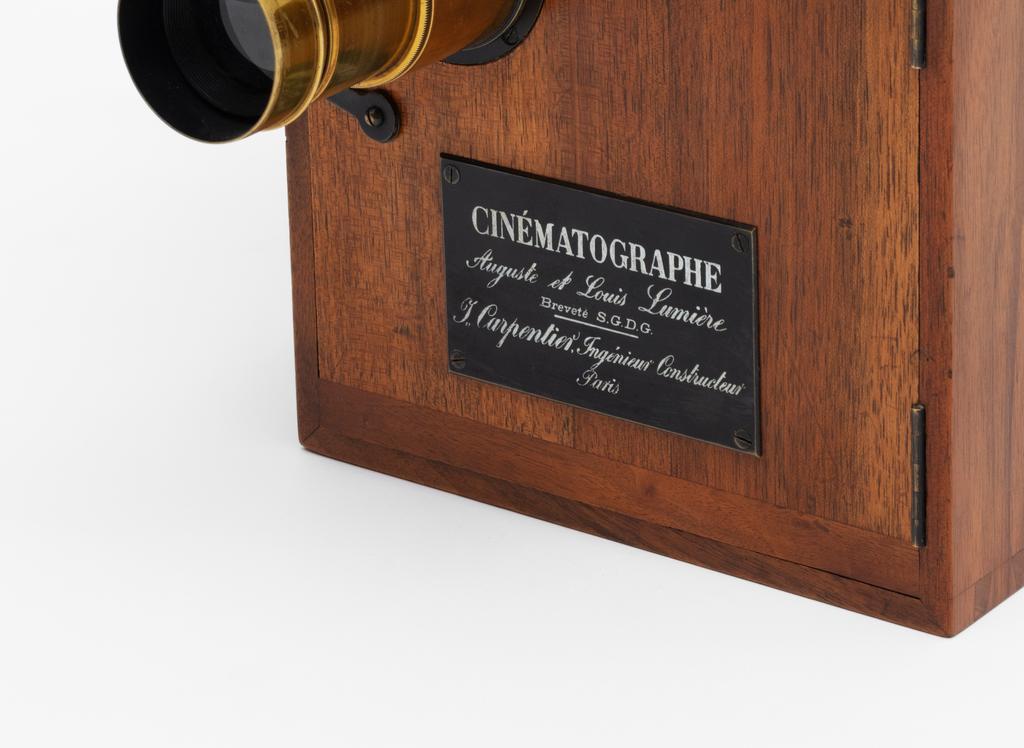 CINÉMATOGRAPHE
Auguste et Louis Lumière
Breveté S.G.D.G.
J. Carpentier, Ingénieur Constructeur
Paris